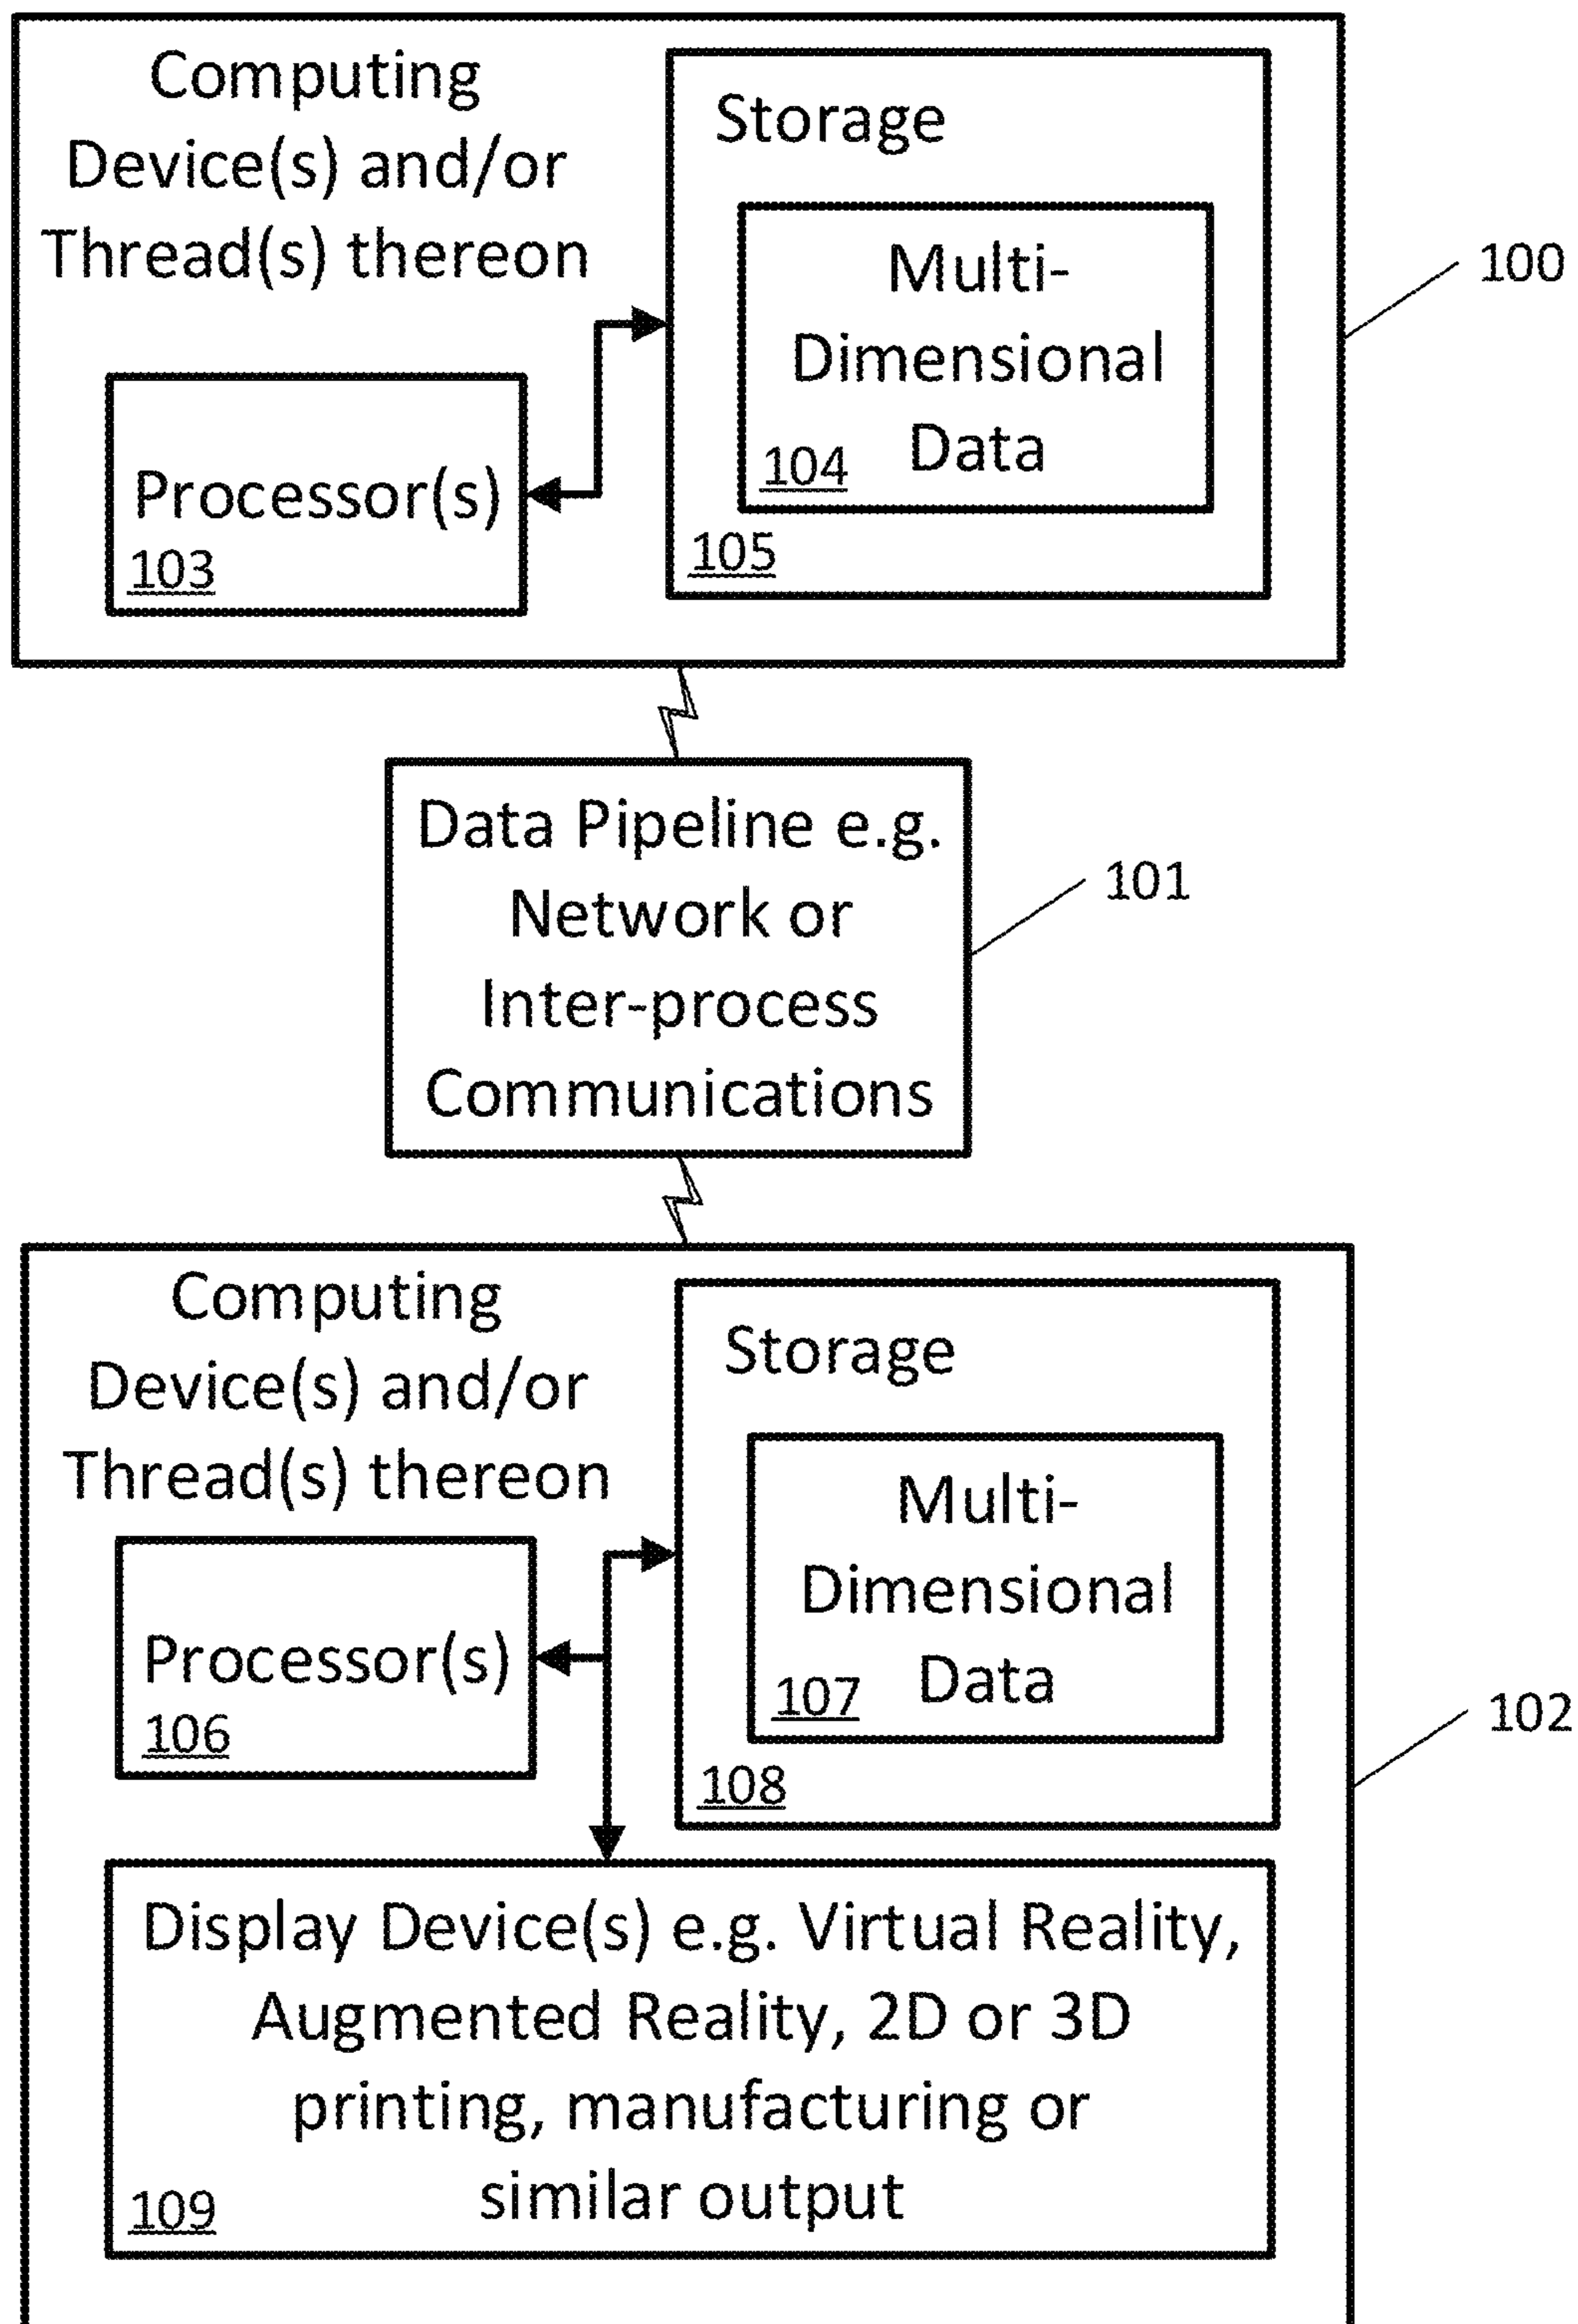 Computing
Device(s) and/or
Thread(s) thereon
Storage
Multi-
Dimensional
Data
104
105
Processor(s)
103
100
Data Pipeline e.g.
Network or
Inter-process
Communications
101
Computing
Device(s) and/or
Thread(s) thereon
Storage
Multi-
Dimensional
Data
107
108
Processor(s)
106
102
Display Device(s) e.g. Virtual Reality,
Augmented Reality, 2D or 3D
printing, manufacturing or
similar output
109